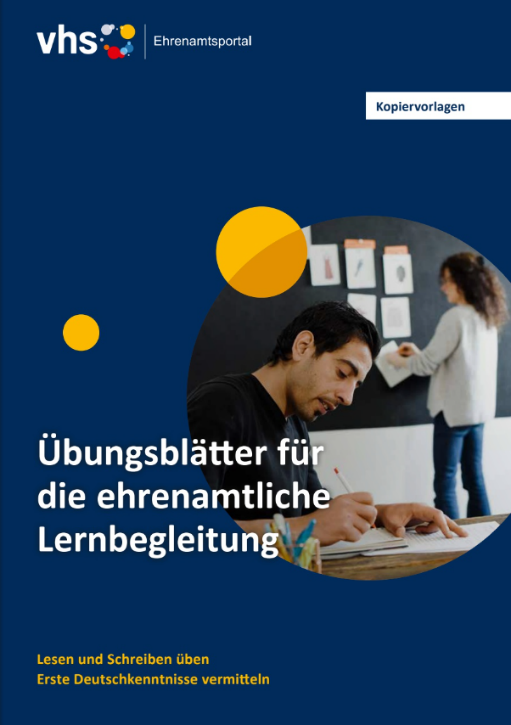 vhs
Ehrenamtsportal
Kopiervorlagen
Übungsblätter für
die ehrenamtliche
Lernbegleitung
Lesen und Schreiben üben
Erste Deutschkenntnisse vermitteln